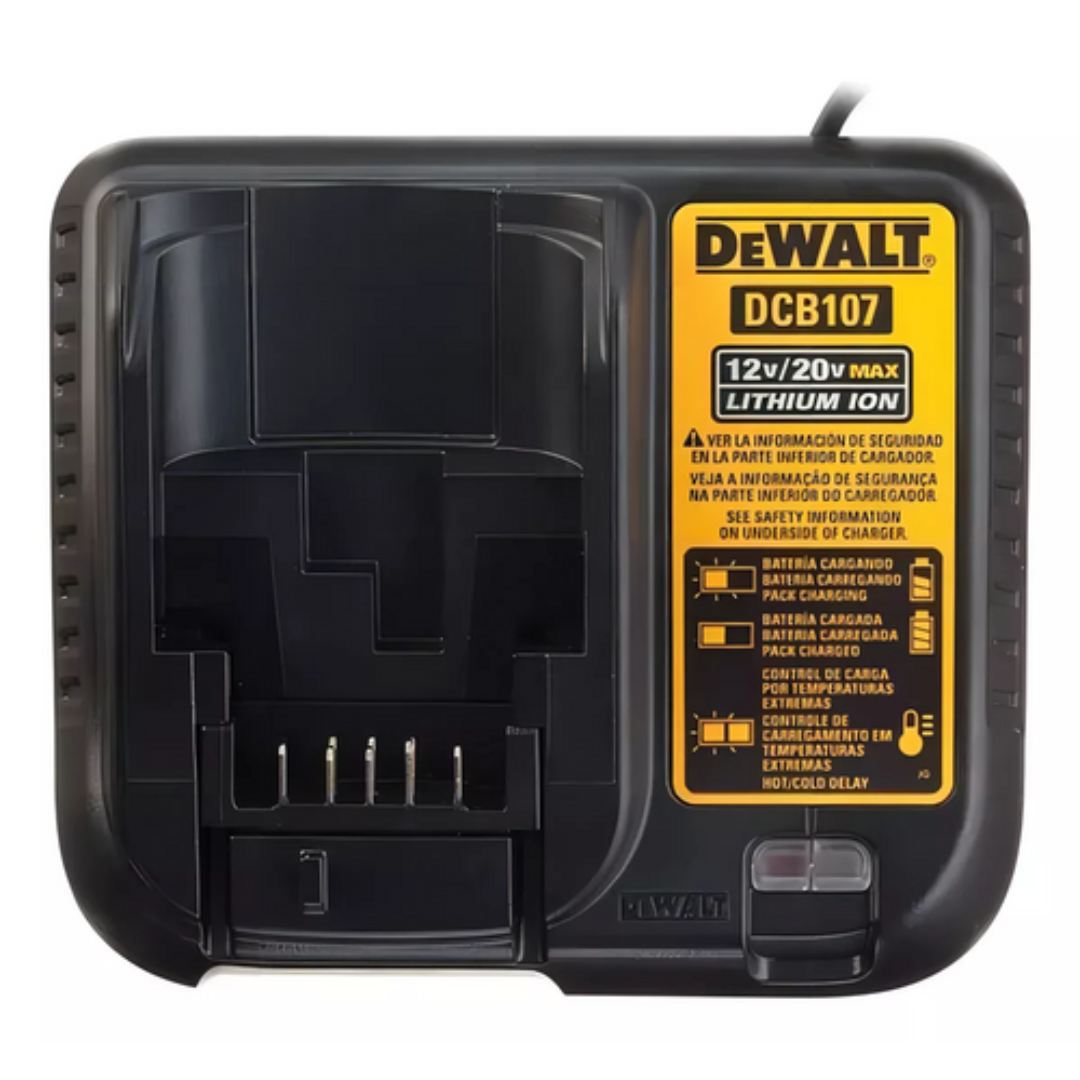 DEWALT®
DCB107
12V/20V MAX
LITHIUM ION
VER LA INFORMACIÓN DE SEGURIDAD
EN LA PARTE INFERIOR DE CARGADOR.
VEJA A INFORMAÇÃO DE SEGURANÇA
NA PARTE INFERIOR DO CARREGADOR.
SEE SAFETY INFORMATION
ON UNDERSIDE OF CHARGER.
BATERÍA CARGANDO
BATERIA CARREGANDO
PACK CHARGING
BATERÍA CARGADA
BATERIA CARREGADA
PACK CHARGED
CONTROL DE CARGA
POR TEMPERATURAS
EXTREMAS
CONTROLE DE
CARREGAMENTO EM
TEMPERATURAS
EXTREMAS
HOT/COLD DELAY
DEWALT